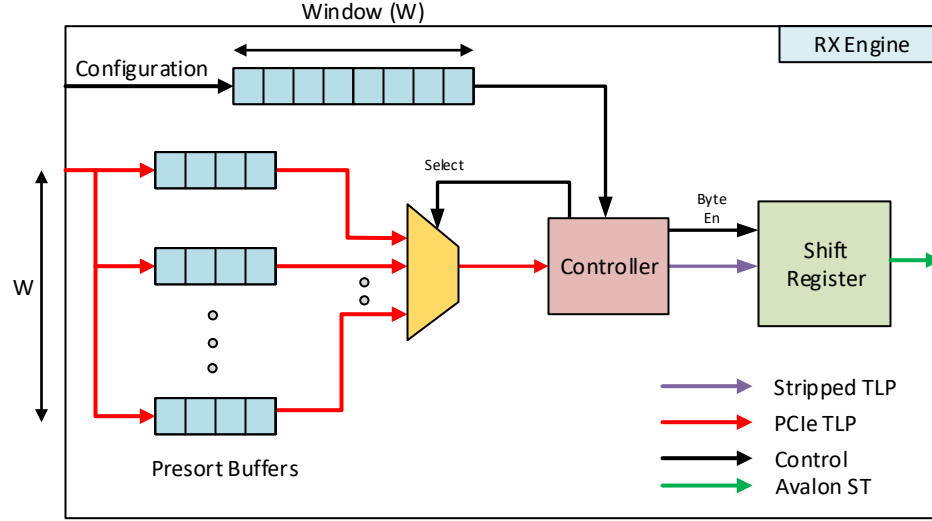 Window (W)
RX Engine
Configuration
Select
Byte
En
W
Controller
Shift
Register
Presort Buffers
Stripped TLP
PCIe TLP
Control
Avalon ST